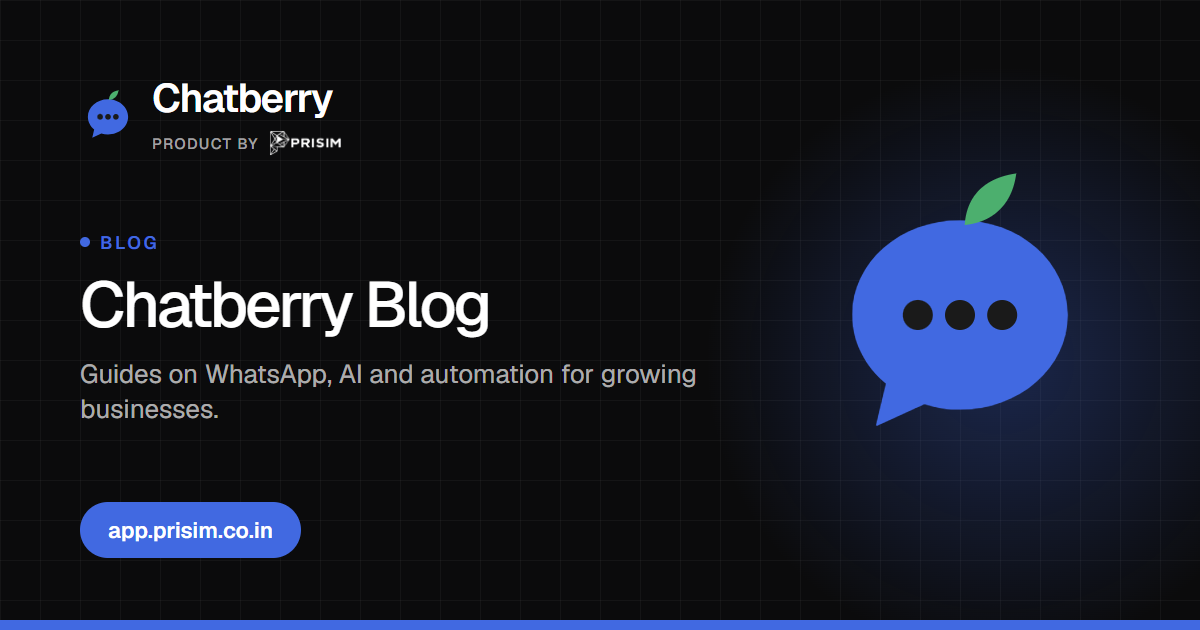 Chatberry
PRODUCT BY PRISIM
BLOG
Chatberry Blog
Guides on WhatsApp, AI and automation for growing
businesses.
app.prisim.co.in